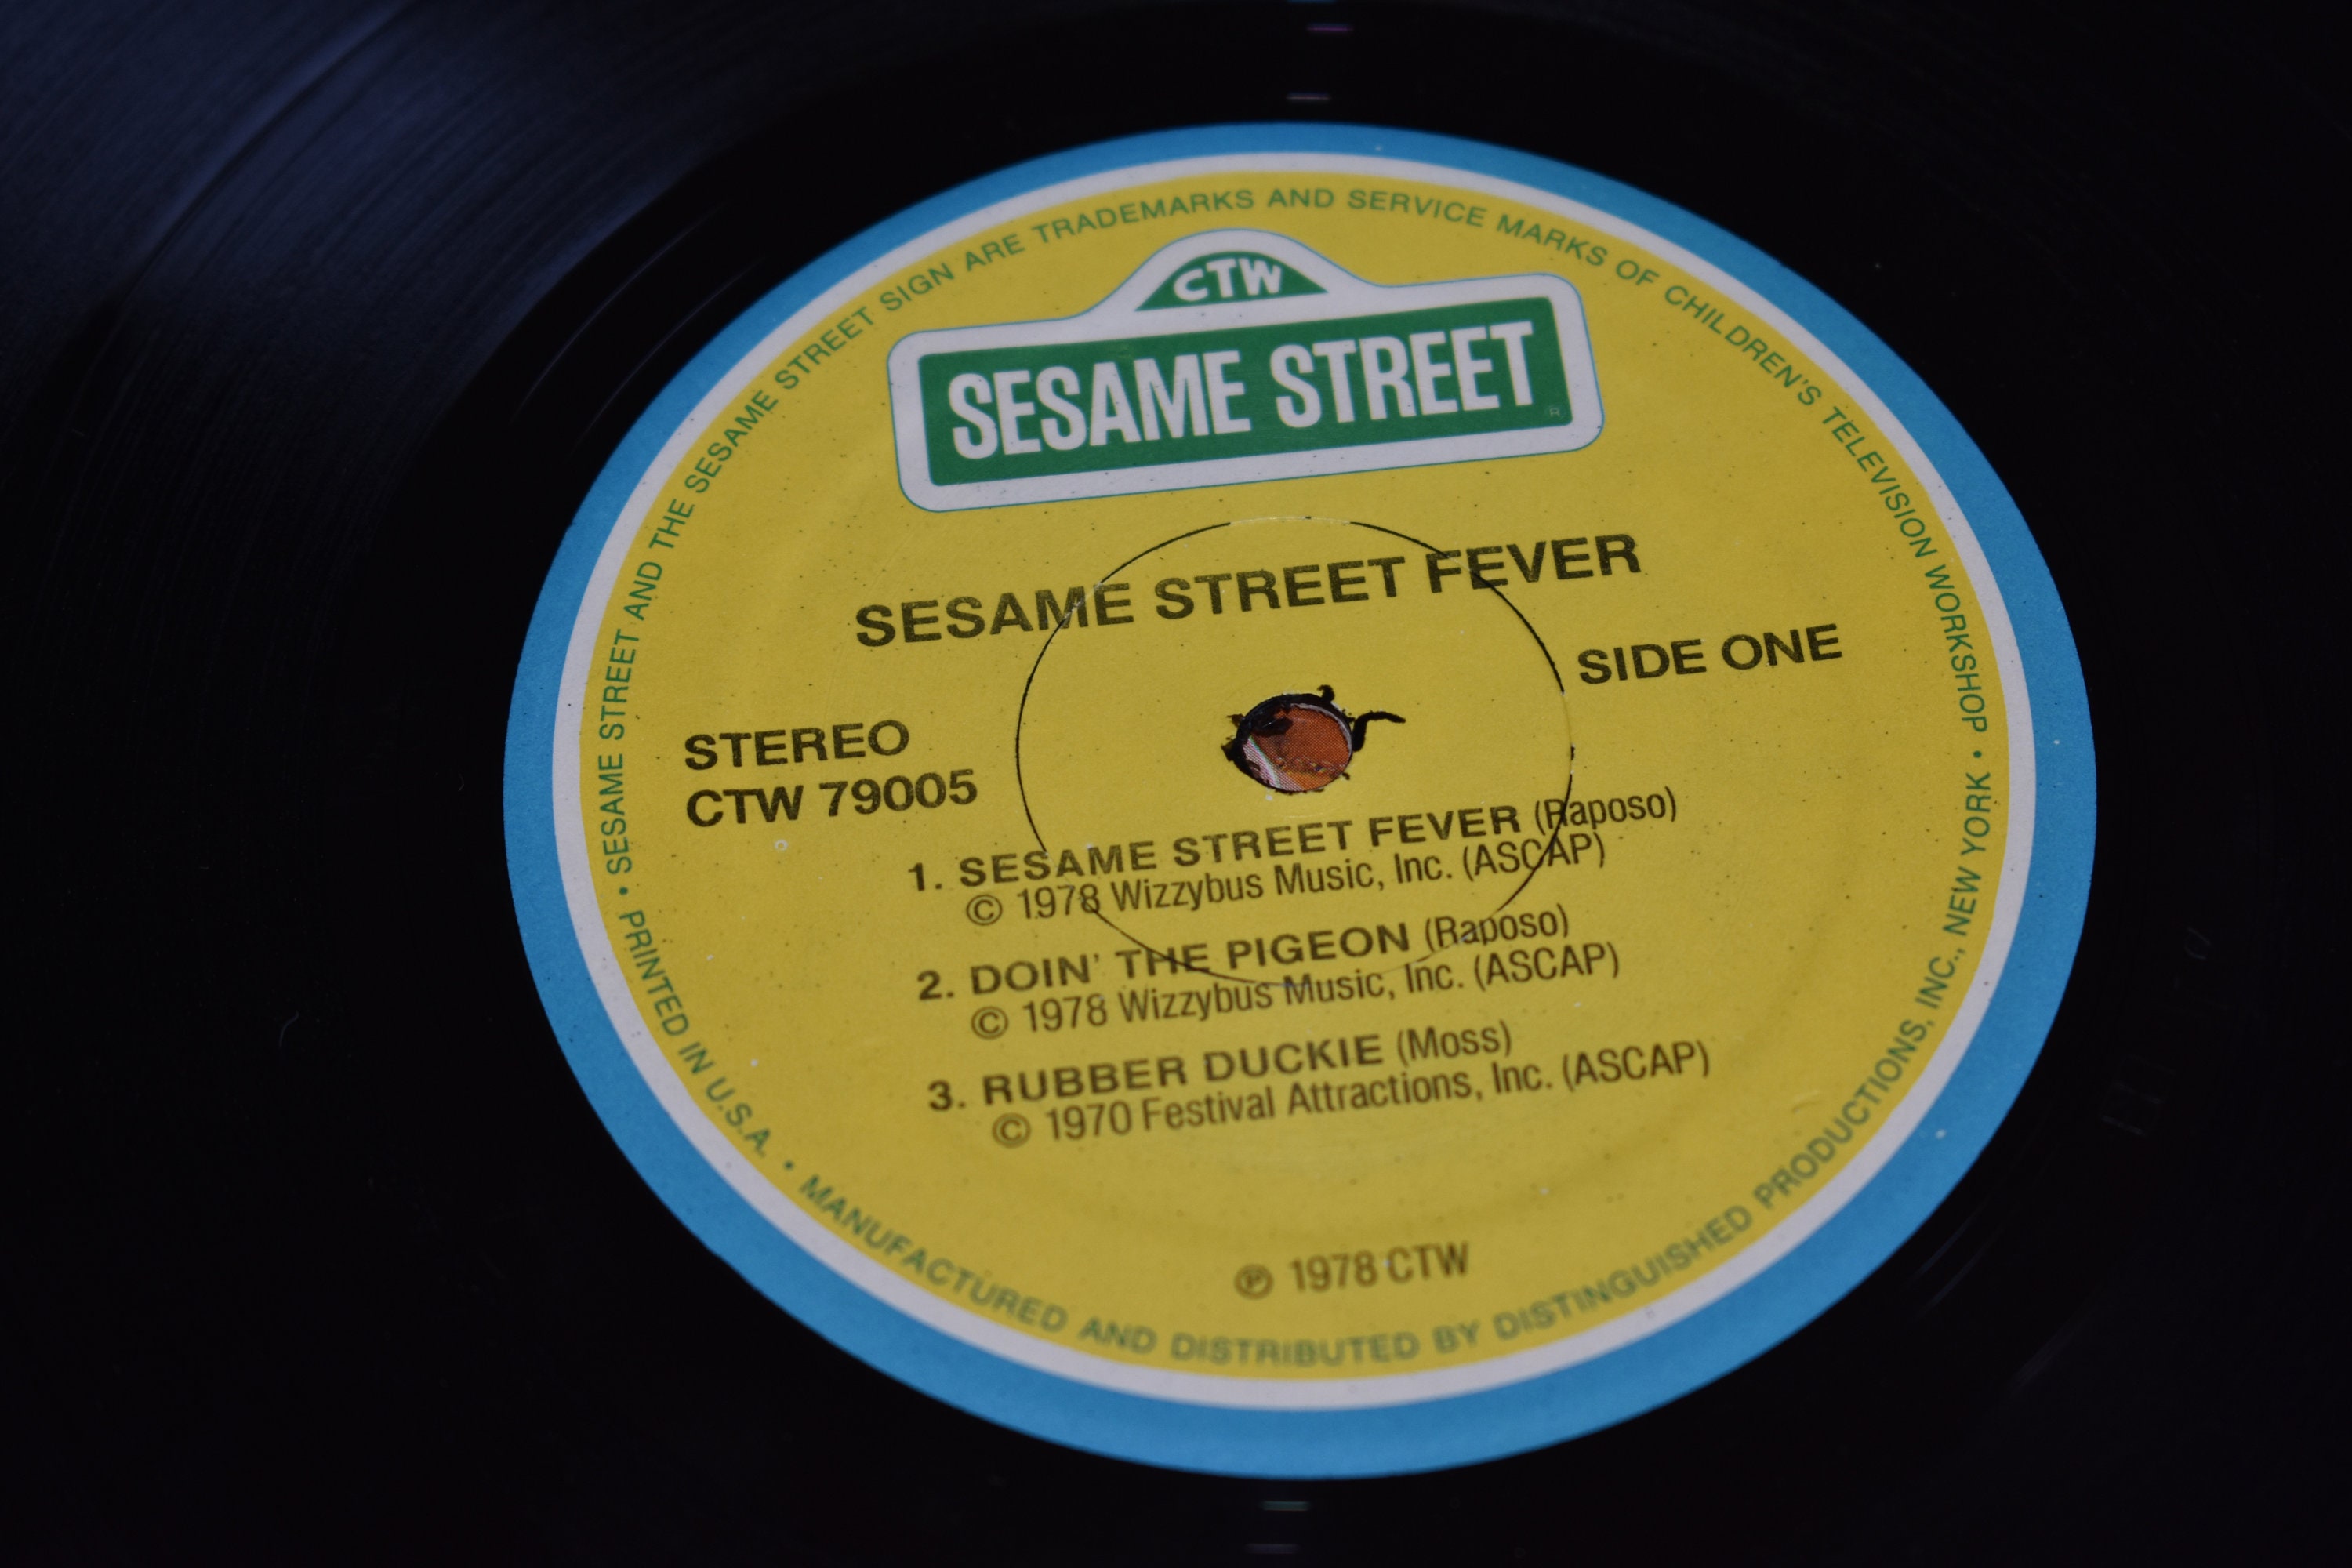 CTW
SESAME STREET
SESAME STREET FEVER
SIDE ONE
STEREO
CTW 79005
1. SESAME STREET FEVER (Raposo)
© 1978 Wizzybus Music, Inc. (ASCAP)
2. DOIN' THE PIGEON (Raposo)
© 1978 Wizzybus Music, Inc. (ASCAP)
3. RUBBER DUCKIE (Moss)
© 1970 Festival Attractions, Inc. (ASCAP)
℗ 1978 CTW
• SESAME STREET AND THE SESAME STREET SIGN ARE TRADEMARKS AND SERVICE MARKS OF CHILDREN'S TELEVISION WORKSHOP •
PRINTED IN U.S.A. • MANUFACTURED AND DISTRIBUTED BY DISTINGUISHED PRODUCTIONS, INC., NEW YORK